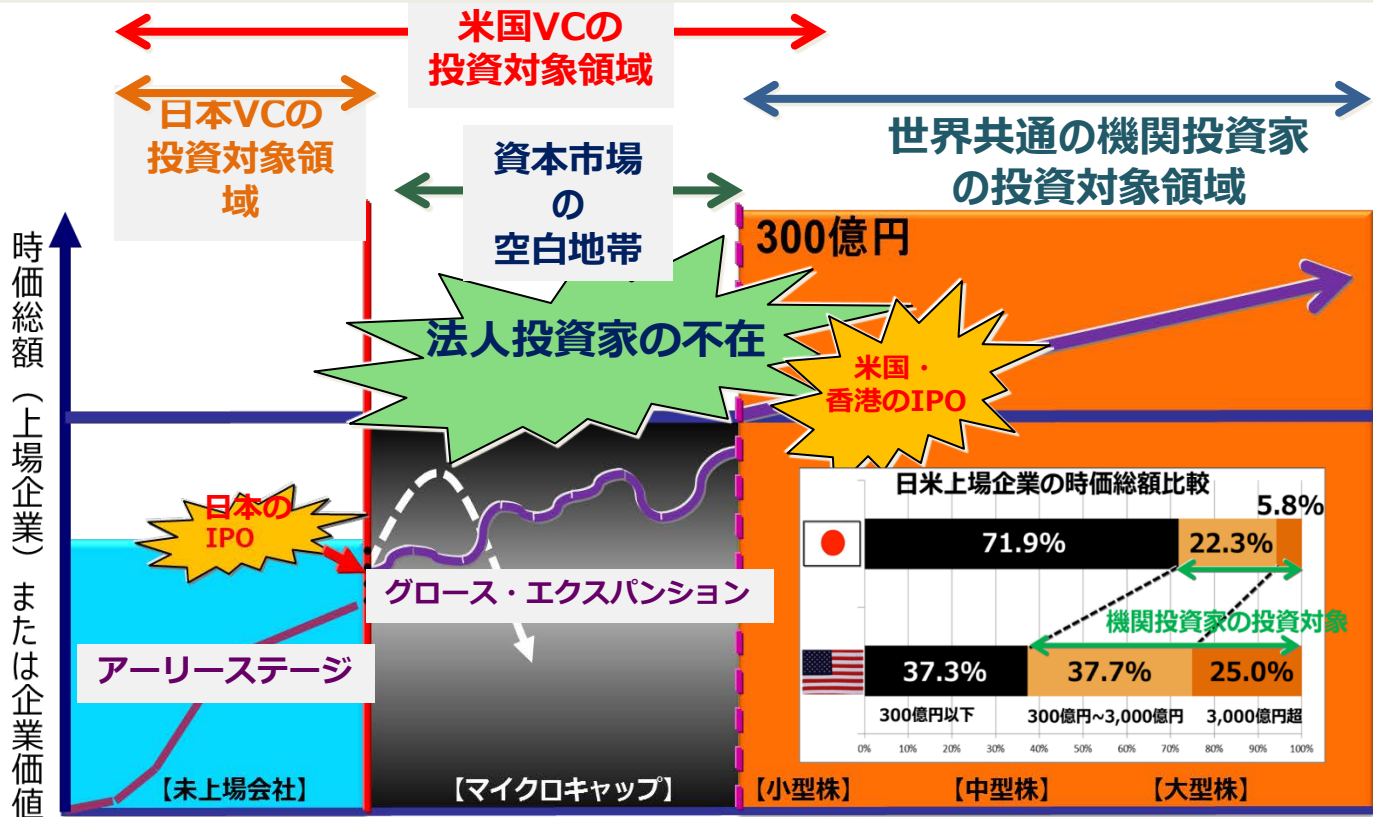 米国VCの
投資対象領域
日本VCの
投資対象領
域
資本市場
の
空白地帯
世界共通の機関投資家
の投資対象領域
時価総額（上場企業）または企業価値
300億円
法人投資家の不在
米国・
香港のIPO
日本の
IPO
グロース・エクスパンション
アーリーステージ
日米上場企業の時価総額比較
5.8%
71.9%
22.3%
機関投資家の投資対象
37.3%
37.7%
25.0%
300億円以下
300億円~3,000億円
3,000億円超
0%
10%
20%
30%
40%
50%
60%
70%
80%
90%
100%
【未上場会社】
【マイクロキャップ】
【小型株】
【中型株】
【大型株】